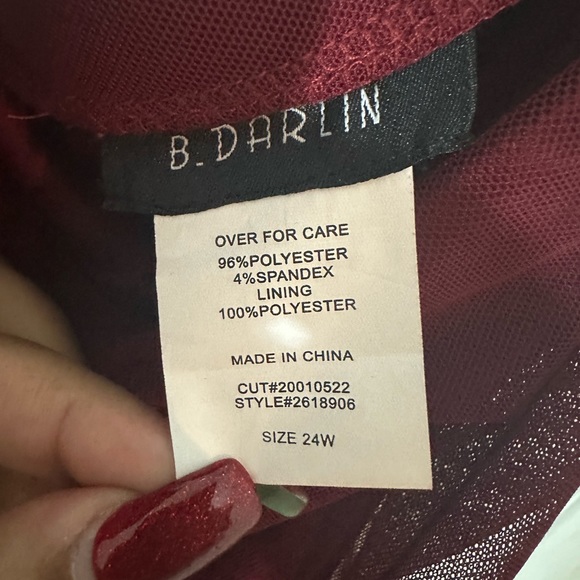 B_DARLIN
OVER FOR CARE
96%POLYESTER
4%SPANDEX
LINING
100%POLYESTER
MADE IN CHINA
CUT#20010522
STYLE#2618906
SIZE 24W